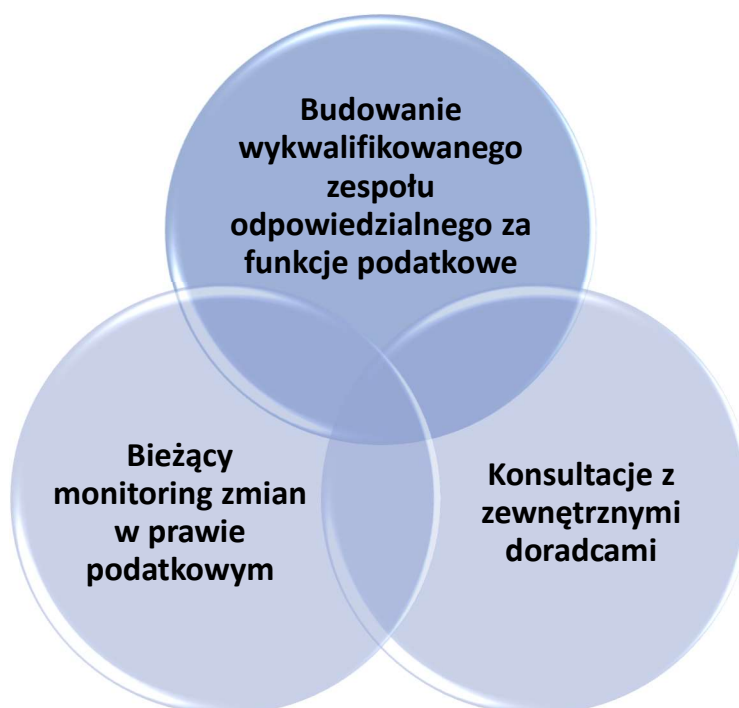 Budowanie
wykwalifikowanego
zespołu
odpowiedzialnego za
funkcje podatkowe
Bieżący
monitoring zmian
w prawie
podatkowym
Konsultacje z
zewnętrznymi
doradcami